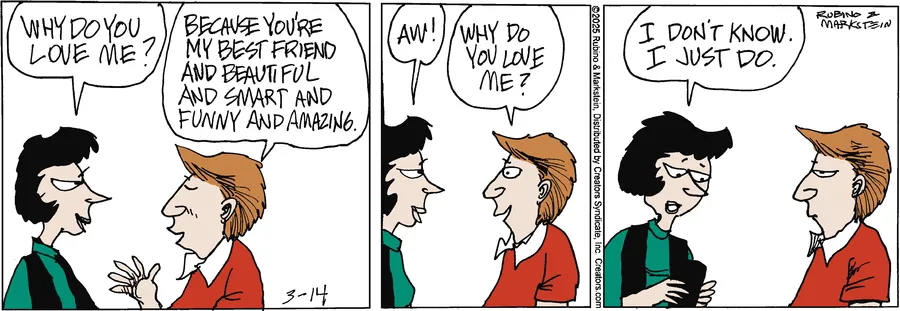 WHY DO YOU
LOVE ME?
BECAUSE YOU'RE
MY BEST FRIEND
AND BEAUTIFUL
AND SMART AND
FUNNY AND AMAZING.
3-14
AW!
WHY DO
YOU LOVE
ME?
©2025 Rubino & Markstein, Distributed by Creators Syndicate, Inc. Creators.com
I DON'T KNOW.
I JUST DO.
RUBINO &
MARKSTEIN